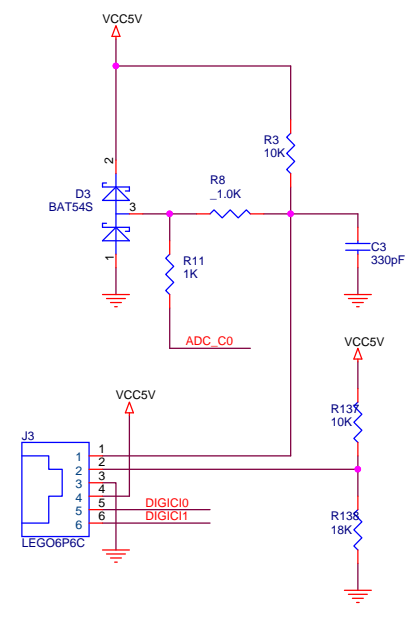 VCC5V
R3
10K
R8
_1.0K
2
D3
BAT54S
3
1
R11
1K
C3
330pF
ADC_C0
VCC5V
VCC5V
R137
10K
J3
1 1
2 2
3 3
4 4
5 5 DIGICI0
6 6 DIGICI1
LEGO6P6C
R138
18K